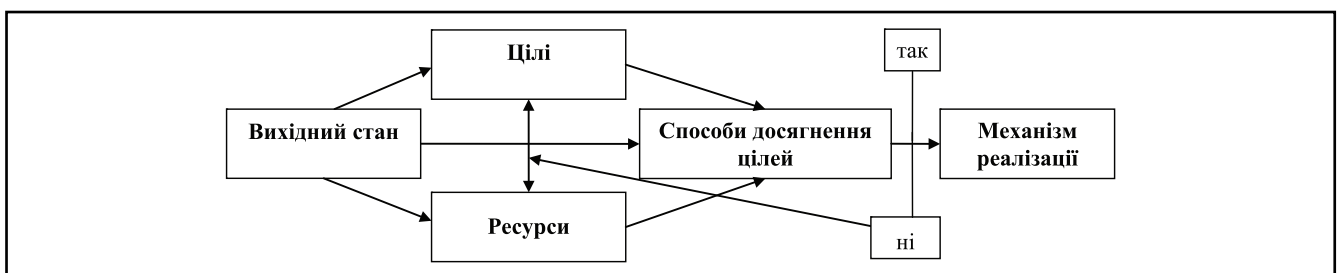 Цілі
так
Вихідний стан
Способи досягнення
цілей
Механізм
реалізації
Ресурси
ні